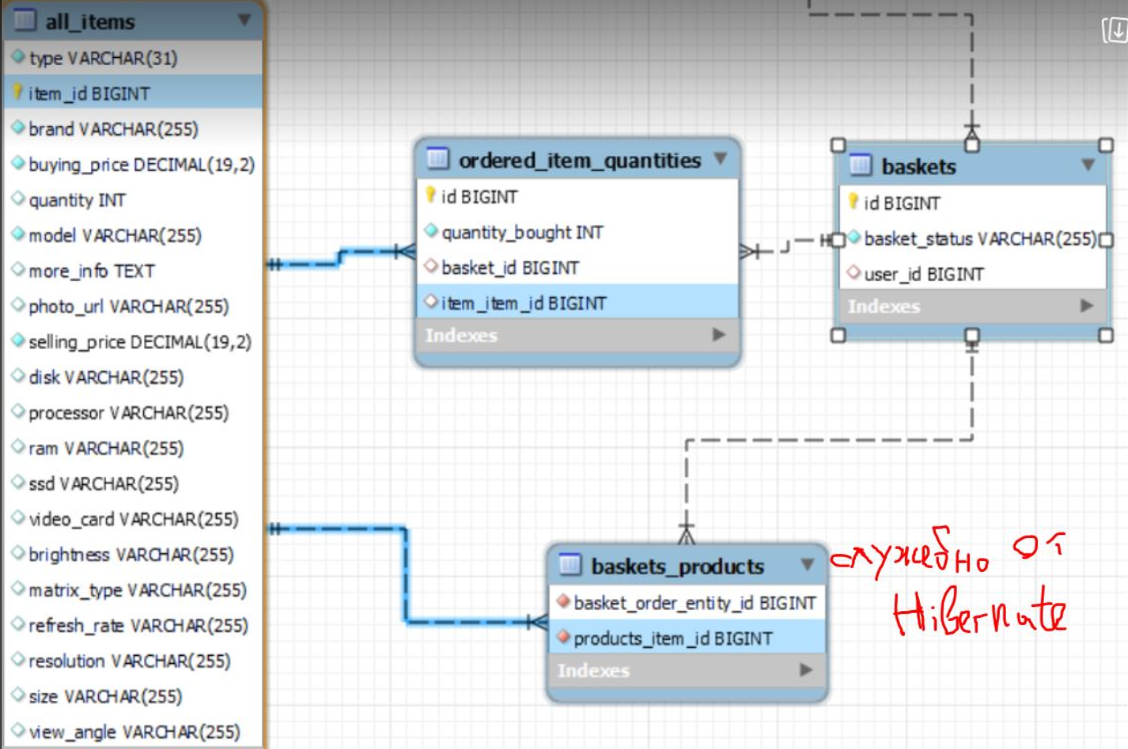 all_items
type VARCHAR(31)
item_id BIGINT
brand VARCHAR(255)
buying_price DECIMAL(19,2)
quantity INT
model VARCHAR(255)
more_info TEXT
photo_url VARCHAR(255)
selling_price DECIMAL(19,2)
disk VARCHAR(255)
processor VARCHAR(255)
ram VARCHAR(255)
ssd VARCHAR(255)
video_card VARCHAR(255)
brightness VARCHAR(255)
matrix_type VARCHAR(255)
refresh_rate VARCHAR(255)
resolution VARCHAR(255)
size VARCHAR(255)
view_angle VARCHAR(255)
ordered_item_quantities
id BIGINT
quantity_bought INT
basket_id BIGINT
item_item_id BIGINT
Indexes
baskets
id BIGINT
basket_status VARCHAR(255)
user_id BIGINT
Indexes
baskets_products
basket_order_entity_id BIGINT
products_item_id BIGINT
Indexes
служебно от
Hibernate